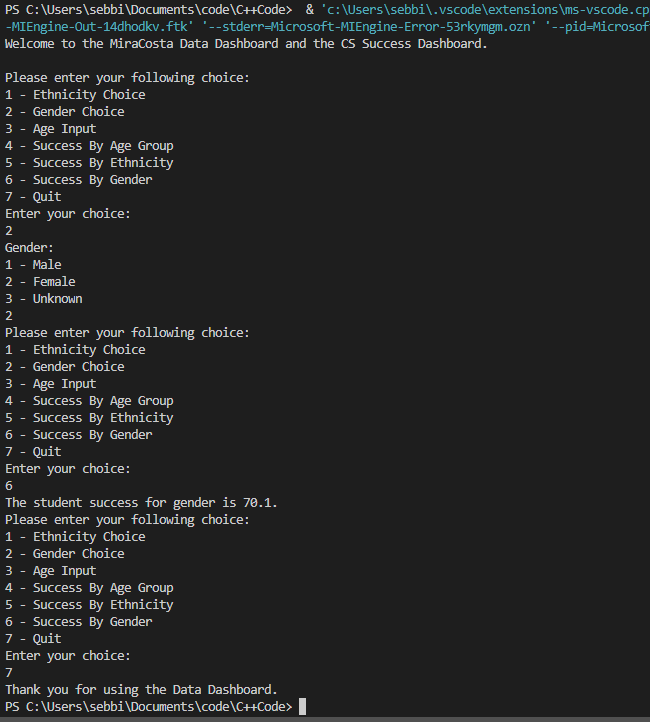 PS C:\Users\sebbi\Documents\code\C++Code>  & 'c:\Users\sebbi\.vscode\extensions\ms-vscode.cp
-MIEngine-Out-14dhodkv.ftk' '--stderr=Microsoft-MIEngine-Error-53rkymgm.ozn' '--pid=Microsof
Welcome to the MiraCosta Data Dashboard and the CS Success Dashboard.

Please enter your following choice:
1 - Ethnicity Choice
2 - Gender Choice
3 - Age Input
4 - Success By Age Group
5 - Success By Ethnicity
6 - Success By Gender
7 - Quit
Enter your choice:
2
Gender:
1 - Male
2 - Female
3 - Unknown
2
Please enter your following choice:
1 - Ethnicity Choice
2 - Gender Choice
3 - Age Input
4 - Success By Age Group
5 - Success By Ethnicity
6 - Success By Gender
7 - Quit
Enter your choice:
6
The student success for gender is 70.1.
Please enter your following choice:
1 - Ethnicity Choice
2 - Gender Choice
3 - Age Input
4 - Success By Age Group
5 - Success By Ethnicity
6 - Success By Gender
7 - Quit
Enter your choice:
7
Thank you for using the Data Dashboard.
PS C:\Users\sebbi\Documents\code\C++Code>